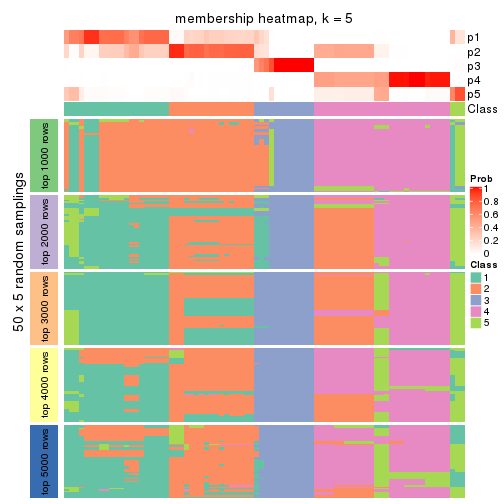 membership heatmap, k = 5
p1
p2
p3
p4
p5
Class
50 x 5 random samplings
top 1000 rows
top 2000 rows
top 3000 rows
top 4000 rows
top 5000 rows
Prob
1
0.8
0.6
0.4
0.2
0
Class
1
2
3
4
5